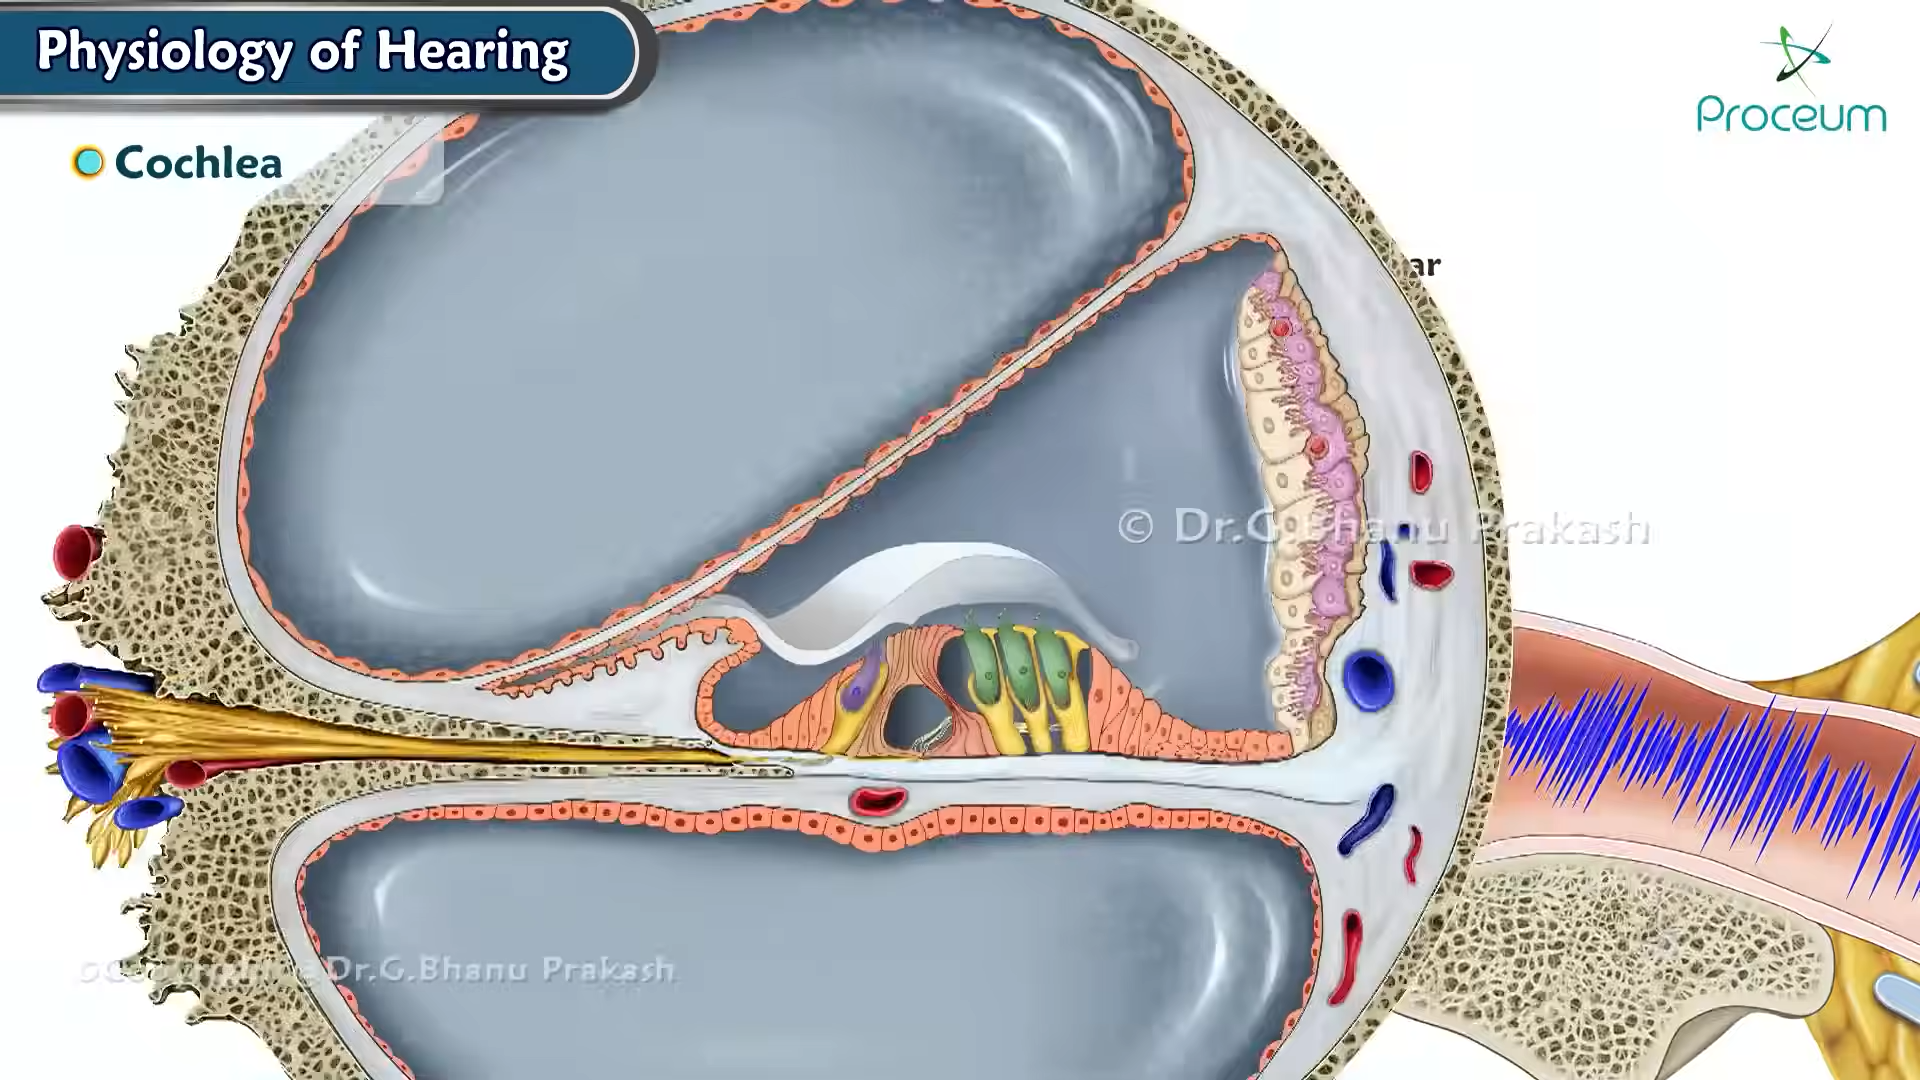 Physiology of Hearing
Proceum
Cochlea
ar
© Dr.G.Bhanu Prakash
Dr.G.Bhanu Prakash